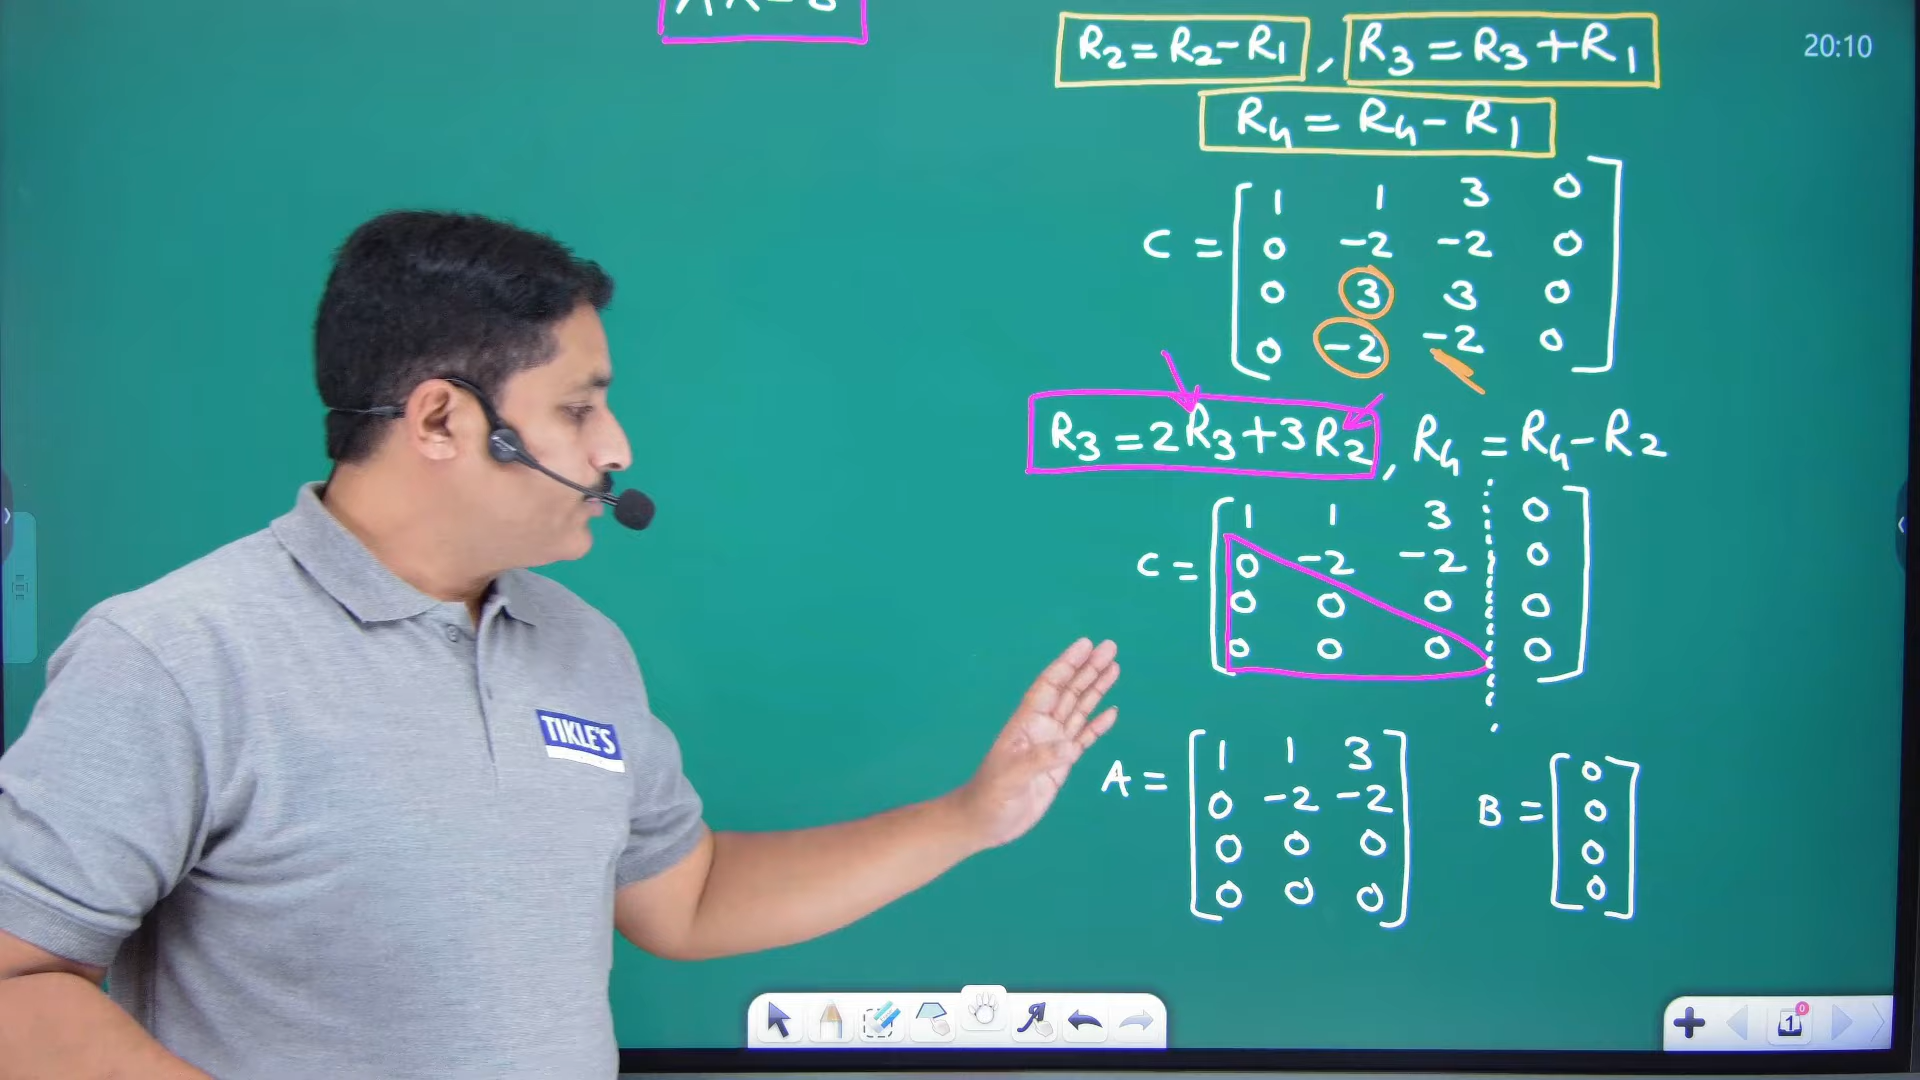 R2 = R2 - R1 , R3 = R3 + R1
20:10
R4 = R4 - R1
C = [ 1 1 3 0
0 -2 -2 0
0 3 3 0
0 -2 -2 0 ]
R3 = 2R3 + 3R2 , R4 = R4 - R2
C = [ 1 1 3 0
0 -2 -2 0
0 0 0 0
0 0 0 0 ]
TIKLE'S
A = [ 1 1 3
0 -2 -2
0 0 0
0 0 0 ]
B = [ 0
0
0
0 ]
1
0